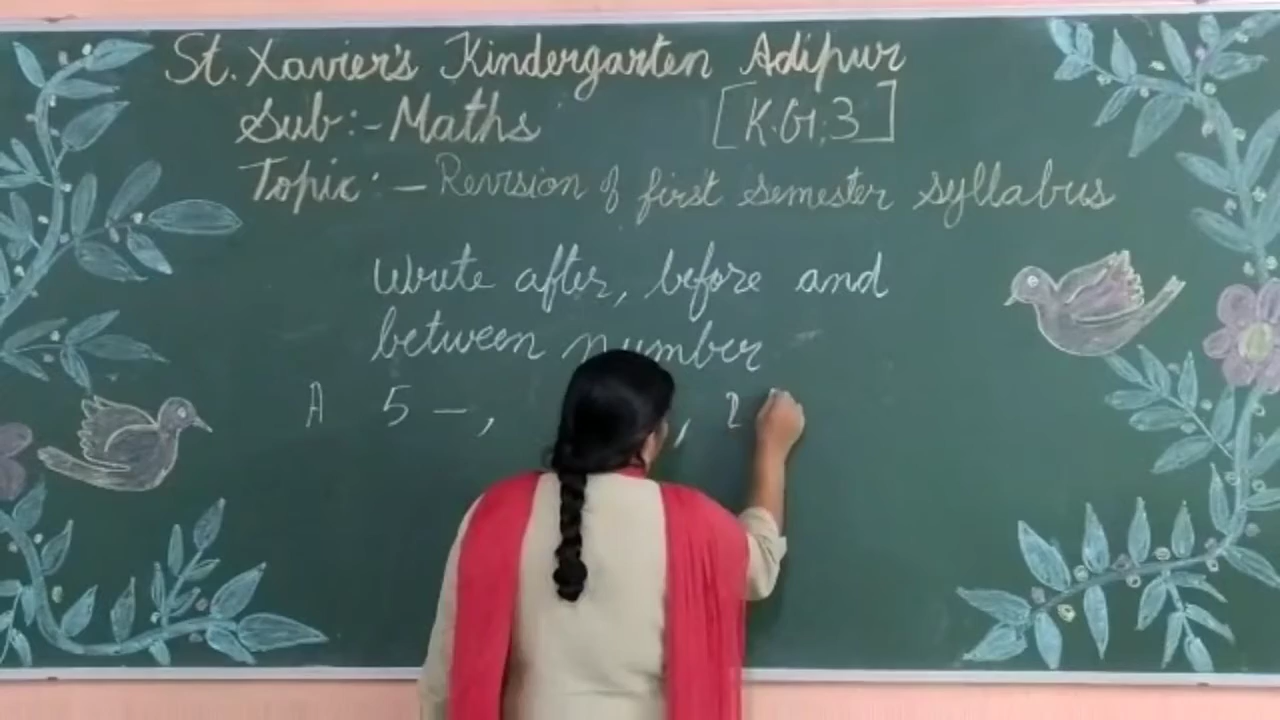 St. Xavier's Kindergarten Adipur
Sub:- Maths [K.G.;3]
Topic:- Revision of first semester syllabus
Write after, before and
between number
A 5 –, , 2